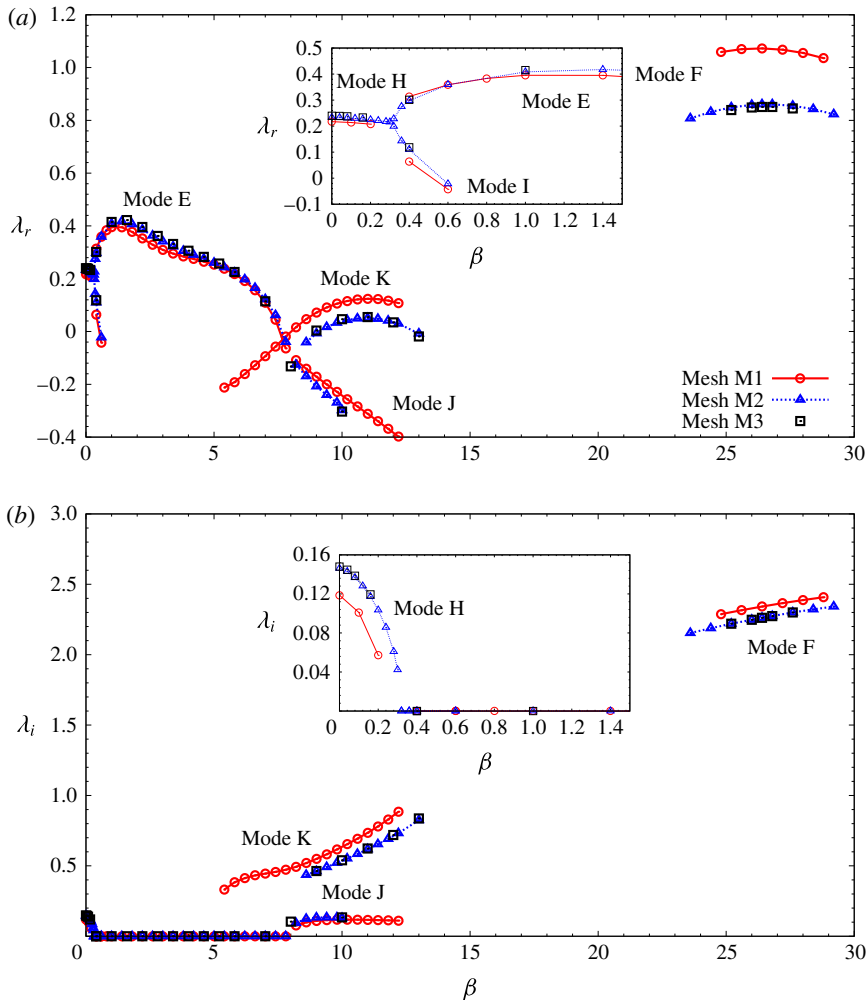 (a)
1.2
1.0
0.8
0.6
0.4
0.2
0
−0.2
−0.4
λr
0 5 10 15 20 25 30
Mode E
Mode K
Mode J
Mode F
Mesh M1
Mesh M2
Mesh M3
0.5
0.4
0.3
0.2
0.1
0
−0.1
λr
Mode H
Mode E
Mode I
0 0.2 0.4 0.6 0.8 1.0 1.2 1.4
β
(b)
3.0
2.5
2.0
1.5
1.0
0.5
λi
0 5 10 15 20 25 30
β
Mode K
Mode J
Mode F
0.16
0.12
0.08
0.04
λi
Mode H
0 0.2 0.4 0.6 0.8 1.0 1.2 1.4
β